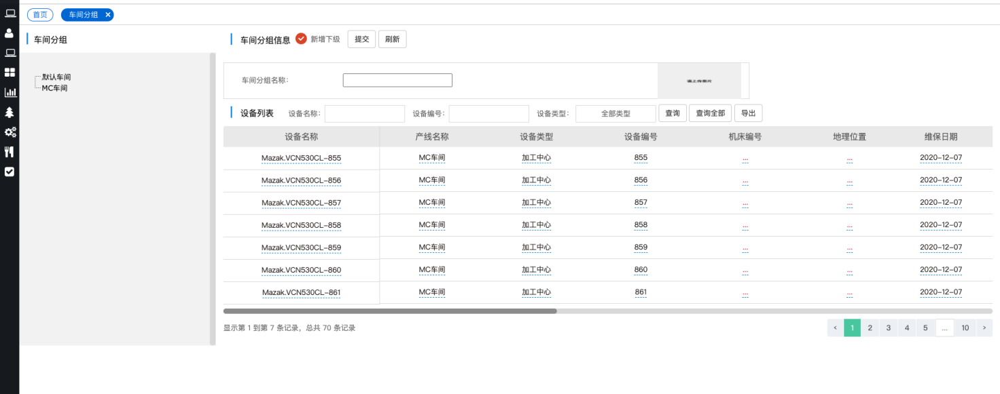 首页 车间分组 ×
车间分组
车间分组信息 新增下级 提交 刷新
默认车间
MC车间
车间分组名称:
设备列表 设备名称: 设备编号: 设备类型: 全部类型 查询 查询全部 导出
设备名称 产线名称 设备类型 设备编号 机床编号 地理位置 维保日期
Mazak.VCN530CL-855 MC车间 加工中心 855 ... ... 2020-12-07
Mazak.VCN530CL-856 MC车间 加工中心 856 ... ... 2020-12-07
Mazak.VCN530CL-857 MC车间 加工中心 857 ... ... 2020-12-07
Mazak.VCN530CL-858 MC车间 加工中心 858 ... ... 2020-12-07
Mazak.VCN530CL-859 MC车间 加工中心 859 ... ... 2020-12-07
Mazak.VCN530CL-860 MC车间 加工中心 860 ... ... 2020-12-07
Mazak.VCN530CL-861 MC车间 加工中心 861 ... ... 2020-12-07
显示第 1 到第 7 条记录，总共 70 条记录 ‹ 1 2 3 4 5 ... 10 ›